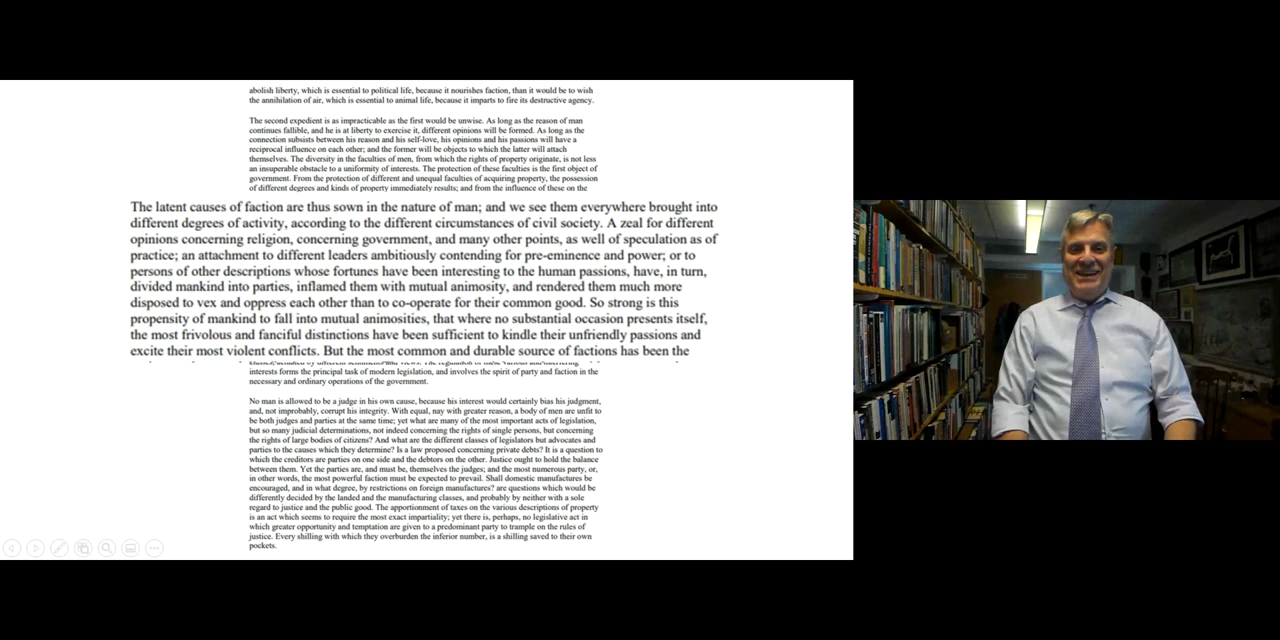 abolish liberty, which is essential to political life, because it nourishes faction, than it would be to wish
the annihilation of air, which is essential to animal life, because it imparts to fire its destructive agency.
The second expedient is as impracticable as the first would be unwise. As long as the reason of man
continues fallible, and he is at liberty to exercise it, different opinions will be formed. As long as the
connection subsists between his reason and his self-love, his opinions and his passions will have a
reciprocal influence on each other; and the former will be objects to which the latter will attach
themselves. The diversity in the faculties of men, from which the rights of property originate, is not less
an insuperable obstacle to a uniformity of interests. The protection of these faculties is the first object of
government. From the protection of different and unequal faculties of acquiring property, the possession
of different degrees and kinds of property immediately results; and from the influence of these on the
The latent causes of faction are thus sown in the nature of man; and we see them everywhere brought into
different degrees of activity, according to the different circumstances of civil society. A zeal for different
opinions concerning religion, concerning government, and many other points, as well of speculation as of
practice; an attachment to different leaders ambitiously contending for pre-eminence and power; or to
persons of other descriptions whose fortunes have been interesting to the human passions, have, in turn,
divided mankind into parties, inflamed them with mutual animosity, and rendered them much more
disposed to vex and oppress each other than to co-operate for their common good. So strong is this
propensity of mankind to fall into mutual animosities, that where no substantial occasion presents itself,
the most frivolous and fanciful distinctions have been sufficient to kindle their unfriendly passions and
excite their most violent conflicts. But the most common and durable source of factions has been the
interests forms the principal task of modern legislation, and involves the spirit of party and faction in the
necessary and ordinary operations of the government.
No man is allowed to be a judge in his own cause, because his interest would certainly bias his judgment,
and, not improbably, corrupt his integrity. With equal, nay with greater reason, a body of men are unfit to
be both judges and parties at the same time; yet what are many of the most important acts of legislation,
but so many judicial determinations, not indeed concerning the rights of single persons, but concerning
the rights of large bodies of citizens? And what are the different classes of legislators but advocates and
parties to the causes which they determine? Is a law proposed concerning private debts? It is a question to
which the creditors are parties on one side and the debtors on the other. Justice ought to hold the balance
between them. Yet the parties are, and must be, themselves the judges; and the most numerous party, or,
in other words, the most powerful faction must be expected to prevail. Shall domestic manufactures be
encouraged, and in what degree, by restrictions on foreign manufactures? are questions which would be
differently decided by the landed and the manufacturing classes, and probably by neither with a sole
regard to justice and the public good. The apportionment of taxes on the various descriptions of property
is an act which seems to require the most exact impartiality; yet there is, perhaps, no legislative act in
which greater opportunity and temptation are given to a predominant party to trample on the rules of
justice. Every shilling with which they overburden the inferior number, is a shilling saved to their own
pockets.